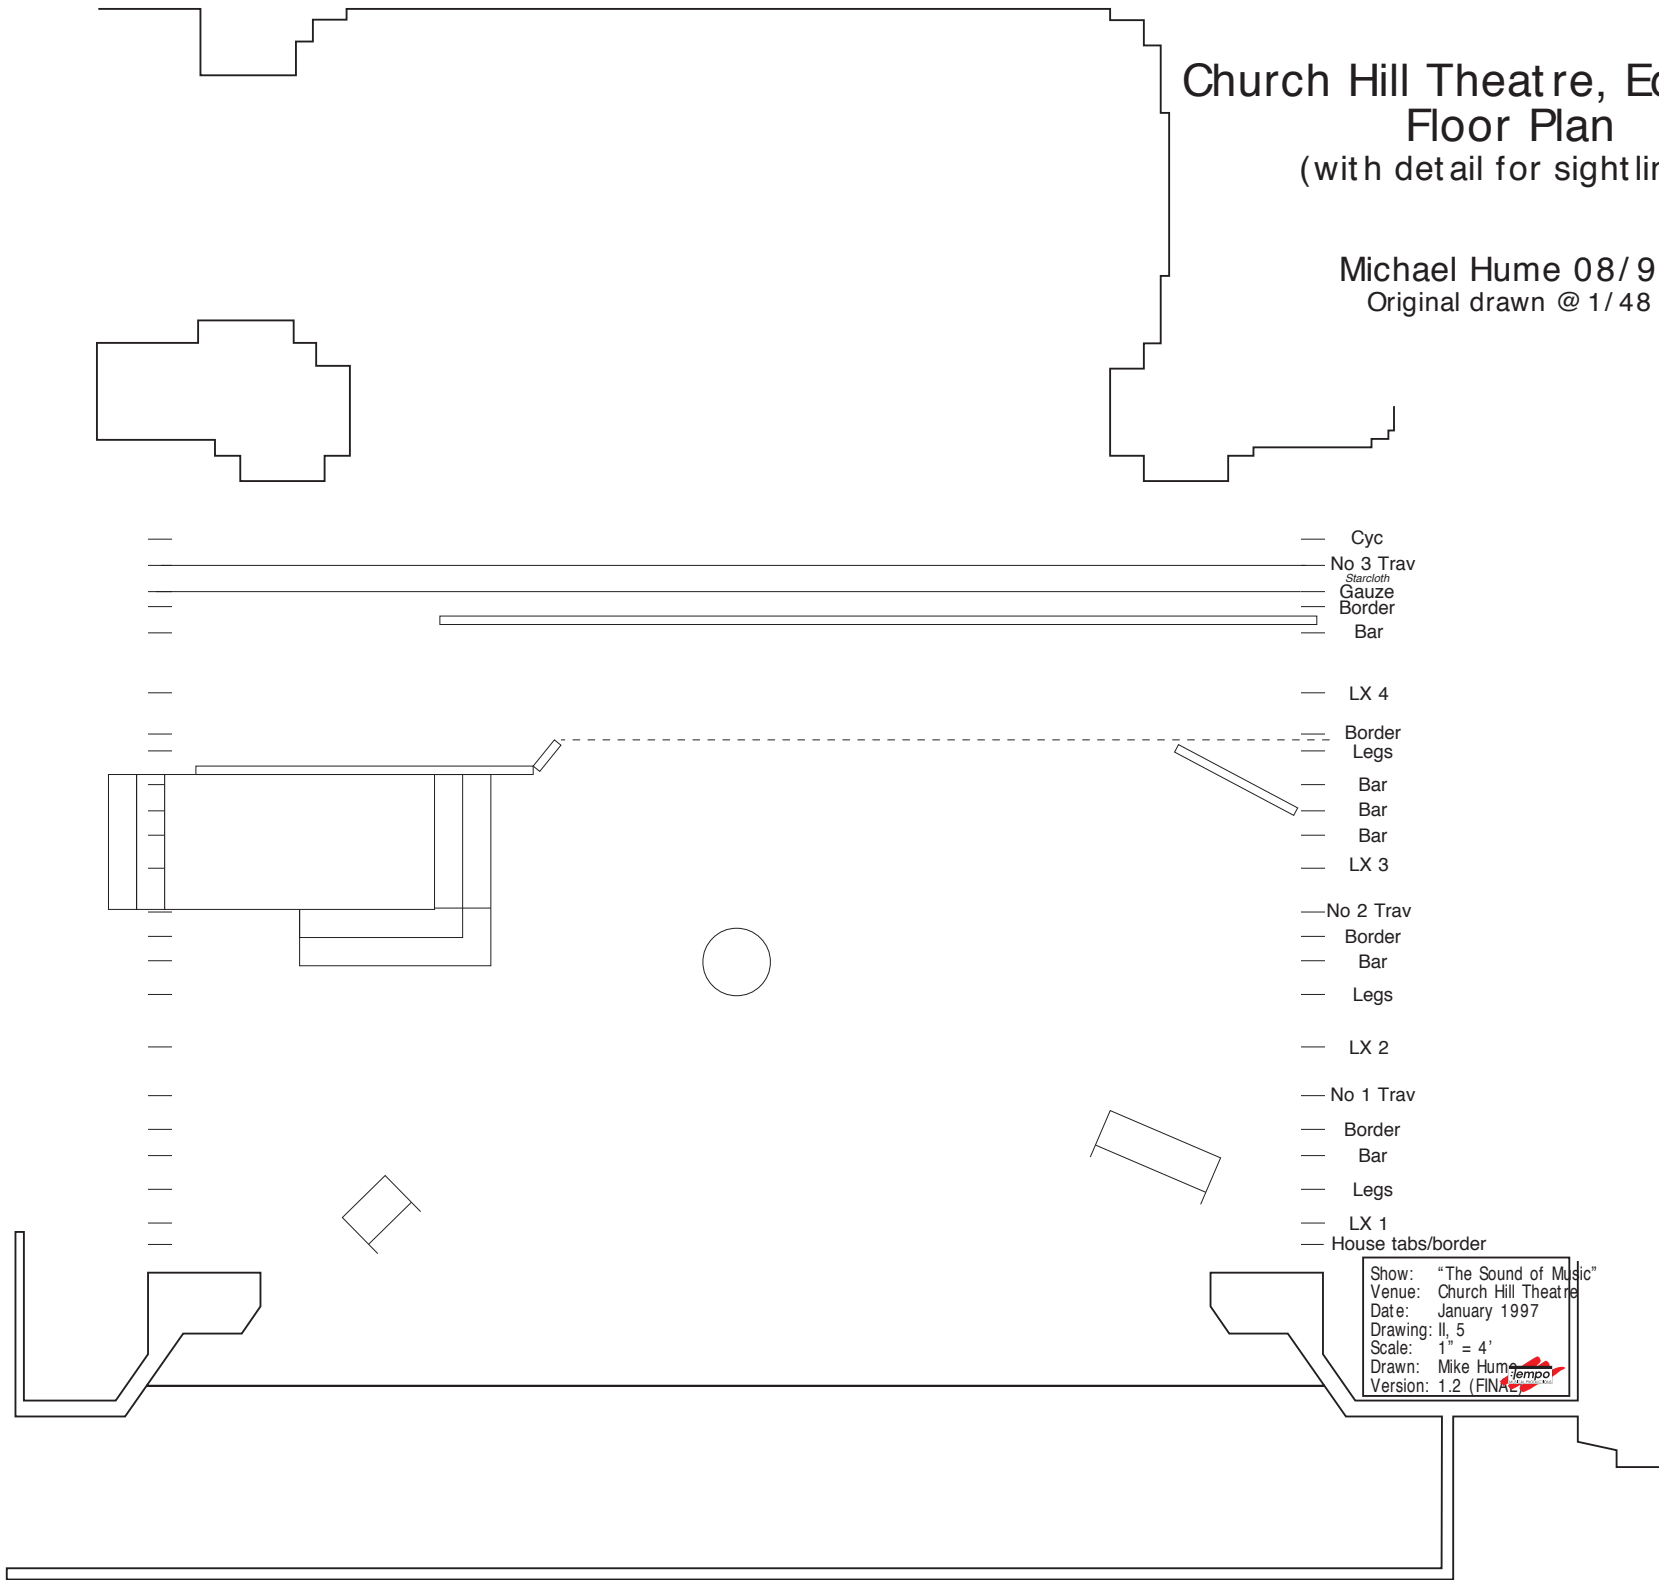 Church Hill Theatre, Ed
Floor Plan
(with detail for sightlin
Michael Hume 08/9
Original drawn @ 1/48
Cyc
No 3 Trav
Starcloth
Gauze
Border
Bar
LX 4
Border
Legs
Bar
Bar
Bar
LX 3
No 2 Trav
Border
Bar
Legs
LX 2
No 1 Trav
Border
Bar
Legs
LX 1
House tabs/border
Show: "The Sound of Music"
Venue: Church Hill Theatre
Date: January 1997
Drawing: II, 5
Scale: 1" = 4'
Drawn: Mike Hume
Version: 1.2 (FINAL)
Tempo